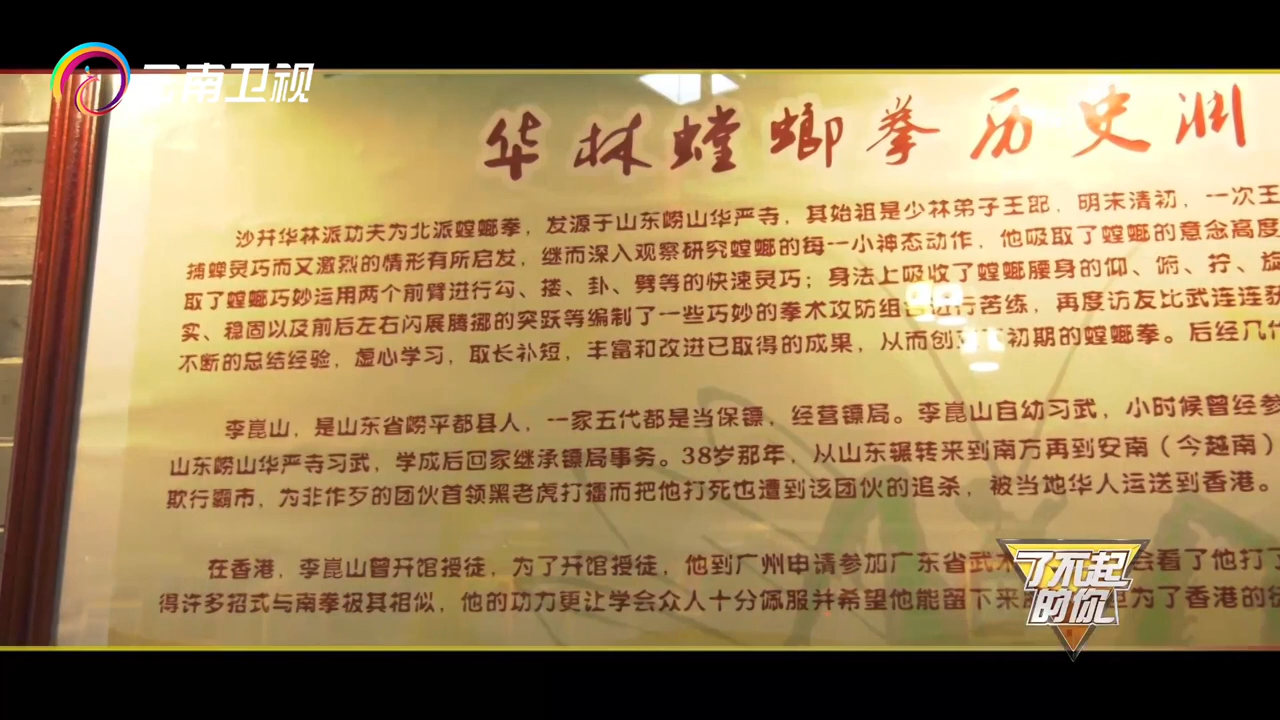 云南卫视
华林螳螂拳历史渊
沙井华林派功夫为北派螳螂拳，发源于山东崂山华严寺，其始祖是少林弟子王郎，明末清初，一次王
捕蝉灵巧而又激烈的情形有所启发，继而深入观察研究螳螂的每一小神态动作，他吸取了螳螂的意念高度
取了螳螂巧妙运用两个前臂进行勾、搂、卦、劈等的快速灵巧；身法上吸收了螳螂腰身的仰、俯、拧、旋
实、稳固以及前后左右闪展腾挪的突跃等编制了一些巧妙的拳术攻防组 进行苦练，再度访友比武连连获
不断的总结经验，虚心学习，取长补短，丰富和改进已取得的成果，从而创 初期的螳螂拳。后经几代
李崑山，是山东省崂平都县人，一家五代都是当保镖，经营镖局。李崑山自幼习武，小时候曾经参
山东崂山华严寺习武，学成后回家继承镖局事务。38岁那年，从山东辗转来到南方再到安南（今越南）
欺行霸市，为非作歹的团伙首领黑老虎打擂而把他打死也遭到该团伙的追杀，被当地华人运送到香港。
在香港，李崑山曾开馆授徒，为了开馆授徒，他到广州申请参加广东省武术 会看了他打了
得许多招式与南拳极其相似，他的功力更让学会众人十分佩服并希望他能留下来 为了香港的徒
了不起
的你